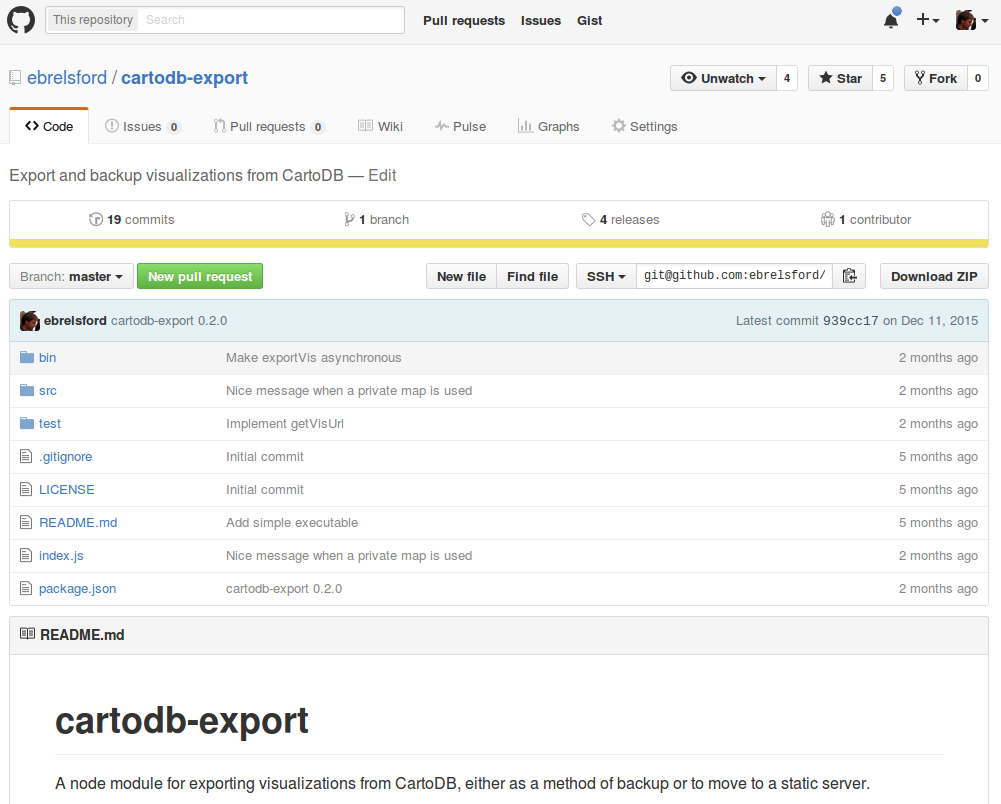 This repository Search Pull requests Issues Gist
ebrelsford / cartodb-export Unwatch 4 Star 5 Fork 0
Code Issues 0 Pull requests 0 Wiki Pulse Graphs Settings
Export and backup visualizations from CartoDB — Edit
19 commits 1 branch 4 releases 1 contributor
Branch: master New pull request New file Find file SSH git@github.com:ebrelsford/ Download ZIP
ebrelsford cartodb-export 0.2.0 Latest commit 939cc17 on Dec 11, 2015
bin Make exportVis asynchronous 2 months ago
src Nice message when a private map is used 2 months ago
test Implement getVisUrl 2 months ago
.gitignore Initial commit 5 months ago
LICENSE Initial commit 5 months ago
README.md Add simple executable 5 months ago
index.js Nice message when a private map is used 2 months ago
package.json cartodb-export 0.2.0 2 months ago
README.md
cartodb-export
A node module for exporting visualizations from CartoDB, either as a method of backup or to move to a static server.